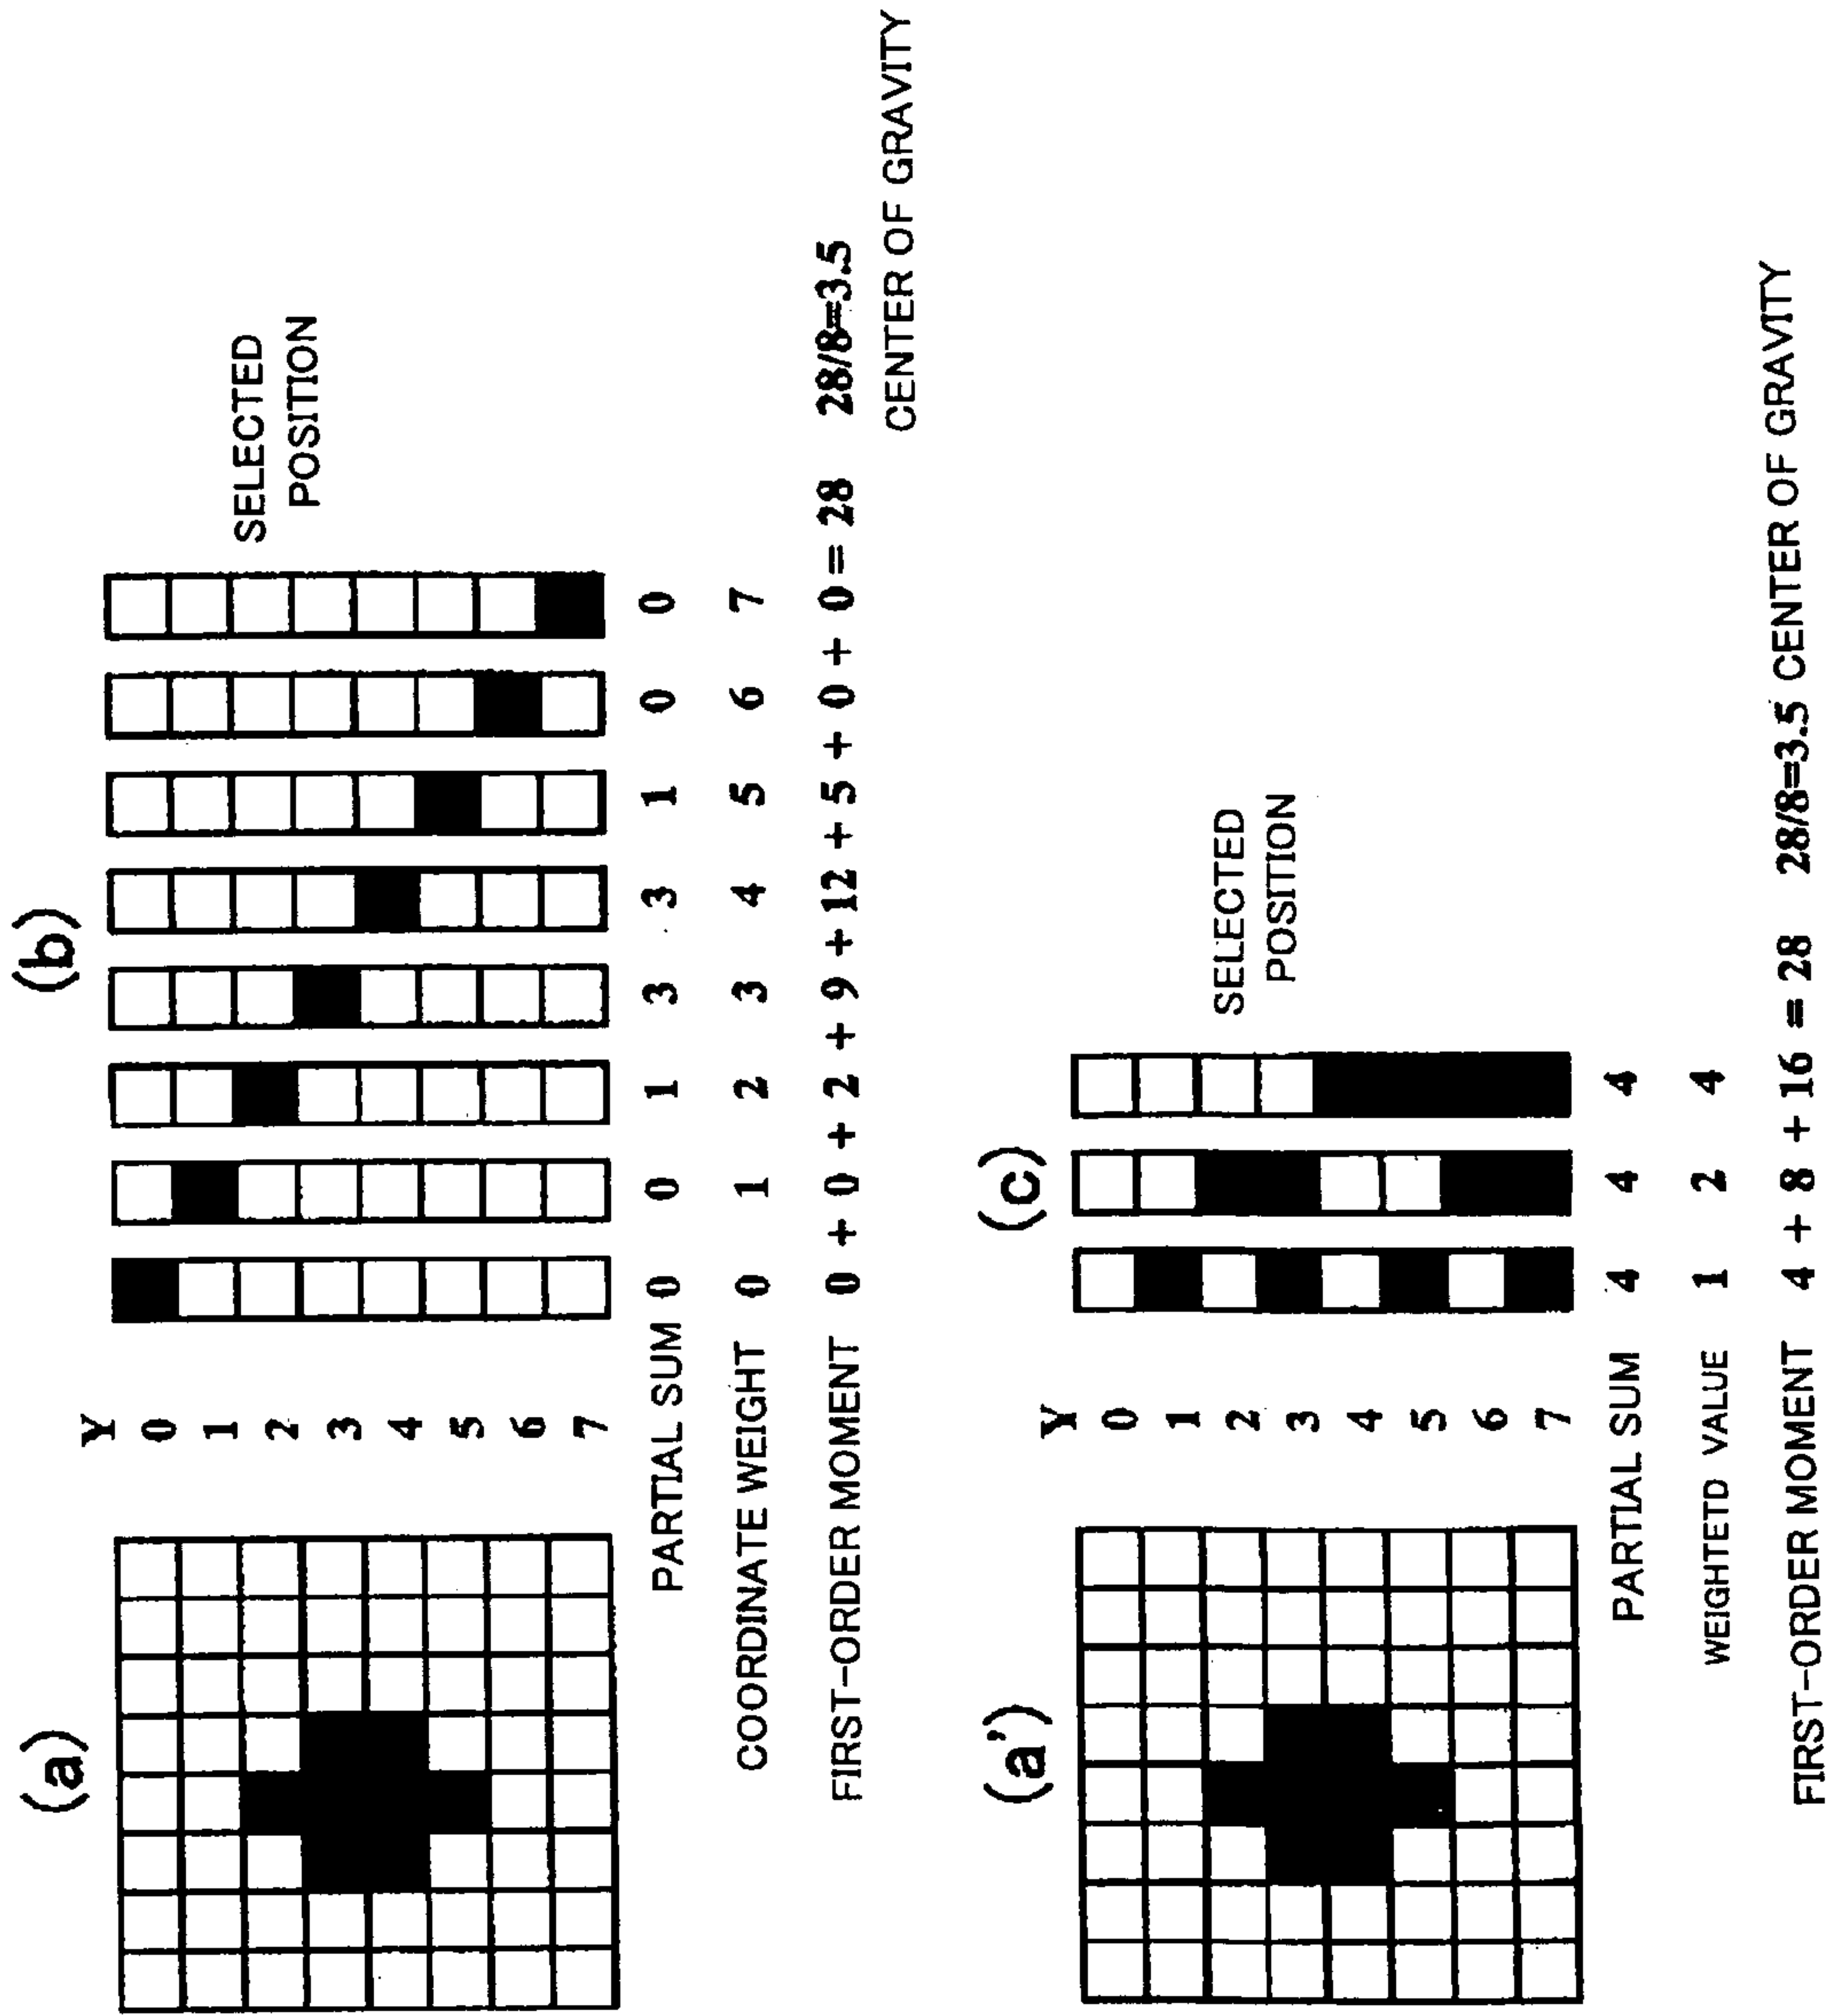 (a)
(b)
Y
0
1
2
3
4
5
6
7
SELECTED
POSITION
PARTIAL SUM 0 0 1 3 3 1 0 0
COORDINATE WEIGHT 0 1 2 3 4 5 6 7
FIRST-ORDER MOMENT 0 + 0 + 2 + 9 + 12 + 5 + 0 + 0 = 28 28/8=3.5
CENTER OF GRAVITY
(a')
(c)
Y
0
1
2
3
4
5
6
7
SELECTED
POSITION
PARTIAL SUM 4 4 4
WEIGHTETD VALUE 1 2 4
FIRST-ORDER MOMENT 4 + 8 + 16 = 28 28/8=3.5 CENTER OF GRAVITY